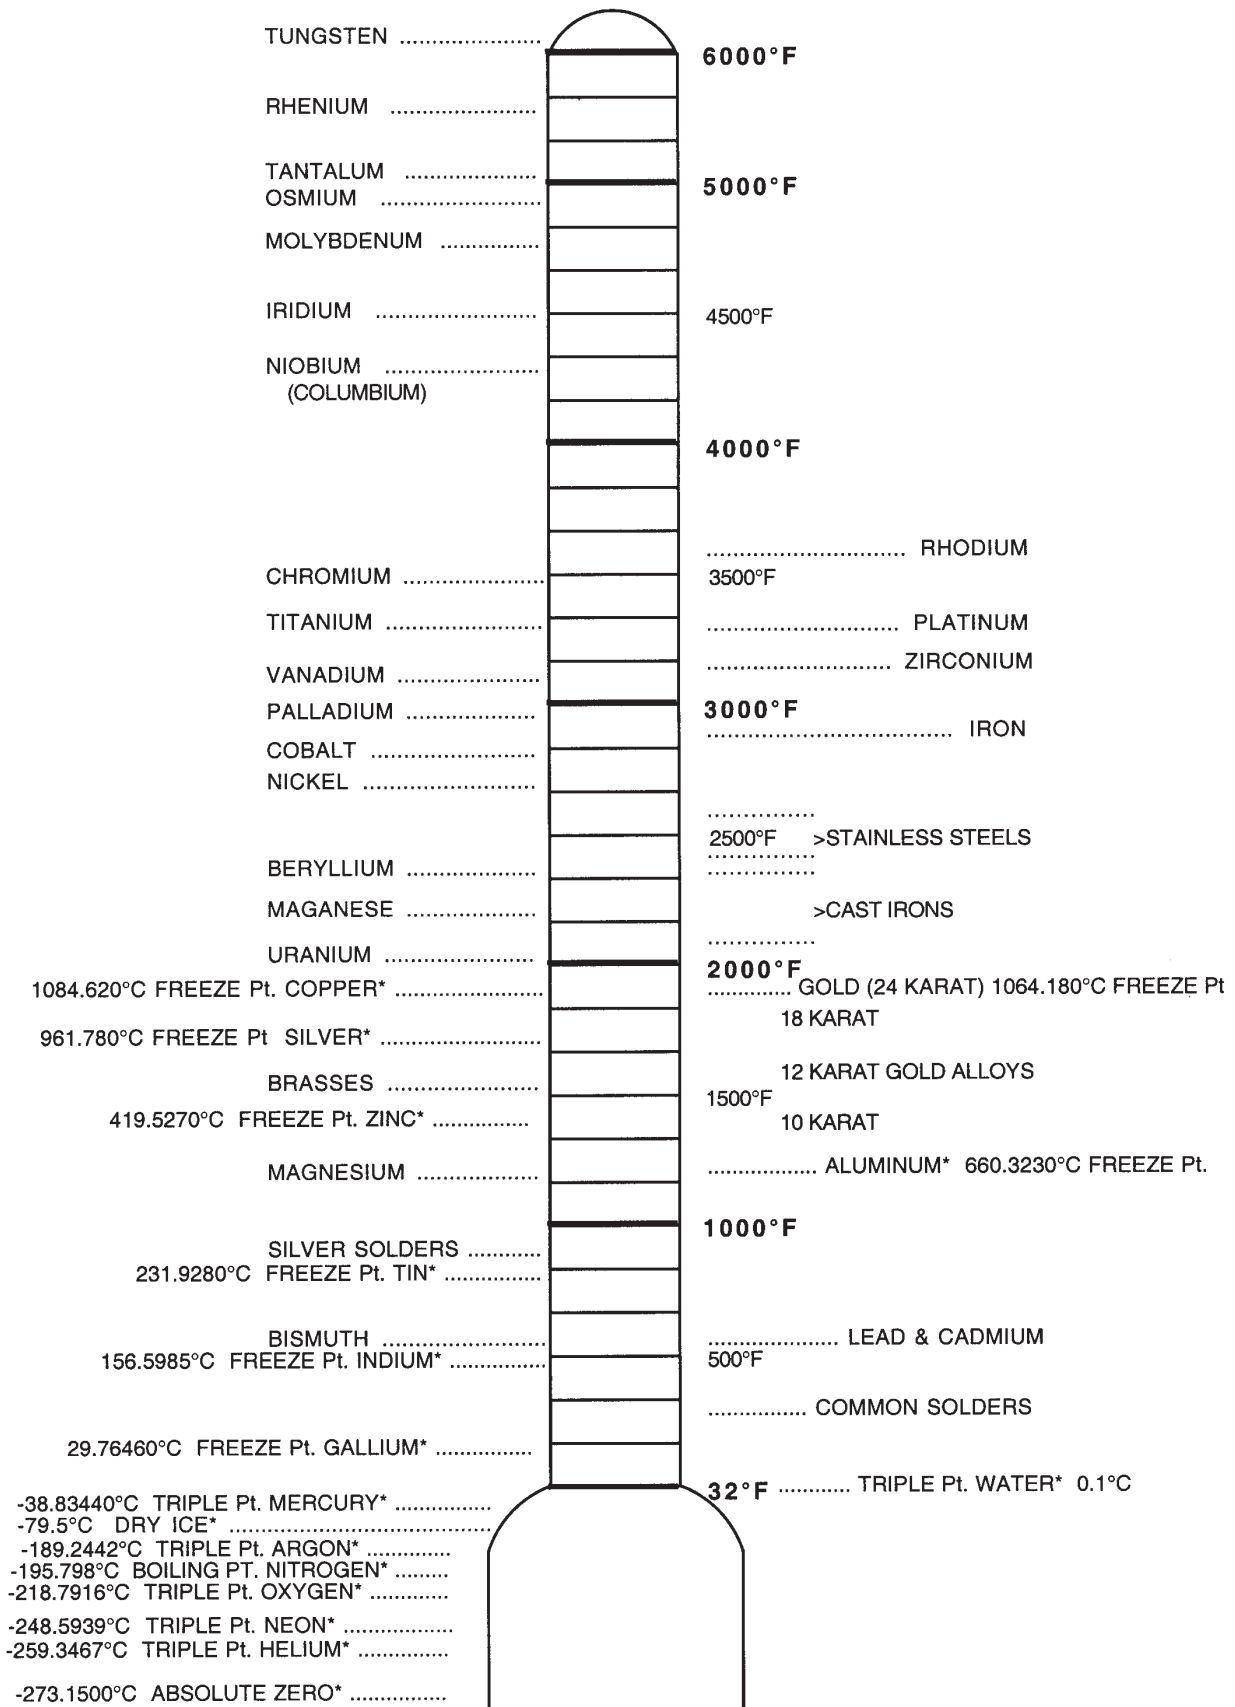 TUNGSTEN ......................
6000°F
RHENIUM .......................
TANTALUM ....................
5000°F
OSMIUM .........................
MOLYBDENUM ...............
IRIDIUM .........................
4500°F
NIOBIUM ........................
(COLUMBIUM)
4000°F
.............................. RHODIUM
CHROMIUM ......................
3500°F
TITANIUM ........................
............................. PLATINUM
............................ ZIRCONIUM
VANADIUM ......................
PALLADIUM ....................
3000°F
..................................... IRON
COBALT .........................
NICKEL ..........................
................
2500°F >STAINLESS STEELS
................
................
BERYLLIUM ....................
MAGANESE ....................
>CAST IRONS
................
URANIUM .......................
2000°F
1084.620°C FREEZE Pt. COPPER* .......................
............. GOLD (24 KARAT) 1064.180°C FREEZE Pt
18 KARAT
961.780°C FREEZE Pt SILVER* .........................
12 KARAT GOLD ALLOYS
BRASSES .......................
1500°F
419.5270°C FREEZE Pt. ZINC* ...............
10 KARAT
MAGNESIUM ..................
................. ALUMINUM* 660.3230°C FREEZE Pt.
1000°F
SILVER SOLDERS ...........
231.9280°C FREEZE Pt. TIN* ...............
BISMUTH .........................
.................... LEAD & CADMIUM
156.5985°C FREEZE Pt. INDIUM* ...............
500°F
............... COMMON SOLDERS
29.76460°C FREEZE Pt. GALLIUM* ...............
32°F ........... TRIPLE Pt. WATER* 0.1°C
-38.83440°C TRIPLE Pt. MERCURY* ...............
-79.5°C DRY ICE* ........................................
-189.2442°C TRIPLE Pt. ARGON* .............
-195.798°C BOILING PT. NITROGEN* ........
-218.7916°C TRIPLE Pt. OXYGEN* ............
-248.5939°C TRIPLE Pt. NEON* .................
-259.3467°C TRIPLE Pt. HELIUM* ..............
-273.1500°C ABSOLUTE ZERO* ...............